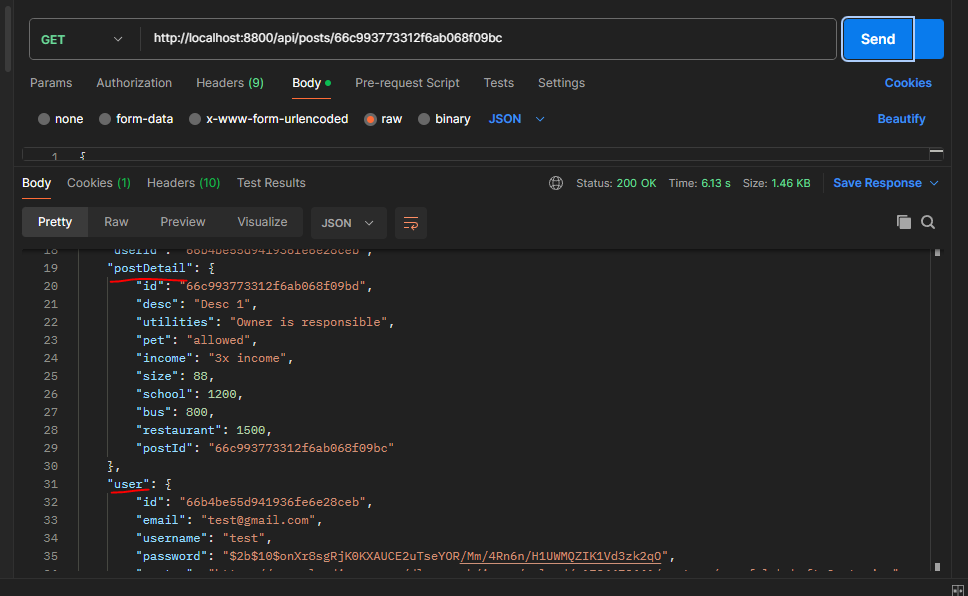 GET http://localhost:8800/api/posts/66c993773312f6ab068f09bc Send
Params Authorization Headers (9) Body Pre-request Script Tests Settings Cookies
none form-data x-www-form-urlencoded raw binary JSON Beautify
1 {
Body Cookies (1) Headers (10) Test Results Status: 200 OK Time: 6.13 s Size: 1.46 KB Save Response
Pretty Raw Preview Visualize JSON
18 "userId": "66b4be55d941936fe6e28ceb",
19 "postDetail": {
20 "id": "66c993773312f6ab068f09bd",
21 "desc": "Desc 1",
22 "utilities": "Owner is responsible",
23 "pet": "allowed",
24 "income": "3x income",
25 "size": 88,
26 "school": 1200,
27 "bus": 800,
28 "restaurant": 1500,
29 "postId": "66c993773312f6ab068f09bc"
30 },
31 "user": {
32 "id": "66b4be55d941936fe6e28ceb",
33 "email": "test@gmail.com",
34 "username": "test",
35 "password": "$2b$10$onXr8sgRjK0KXAUCE2uTseYOR/Mm/4Rn6n/H1UWMQZIK1Vd3zk2qO",